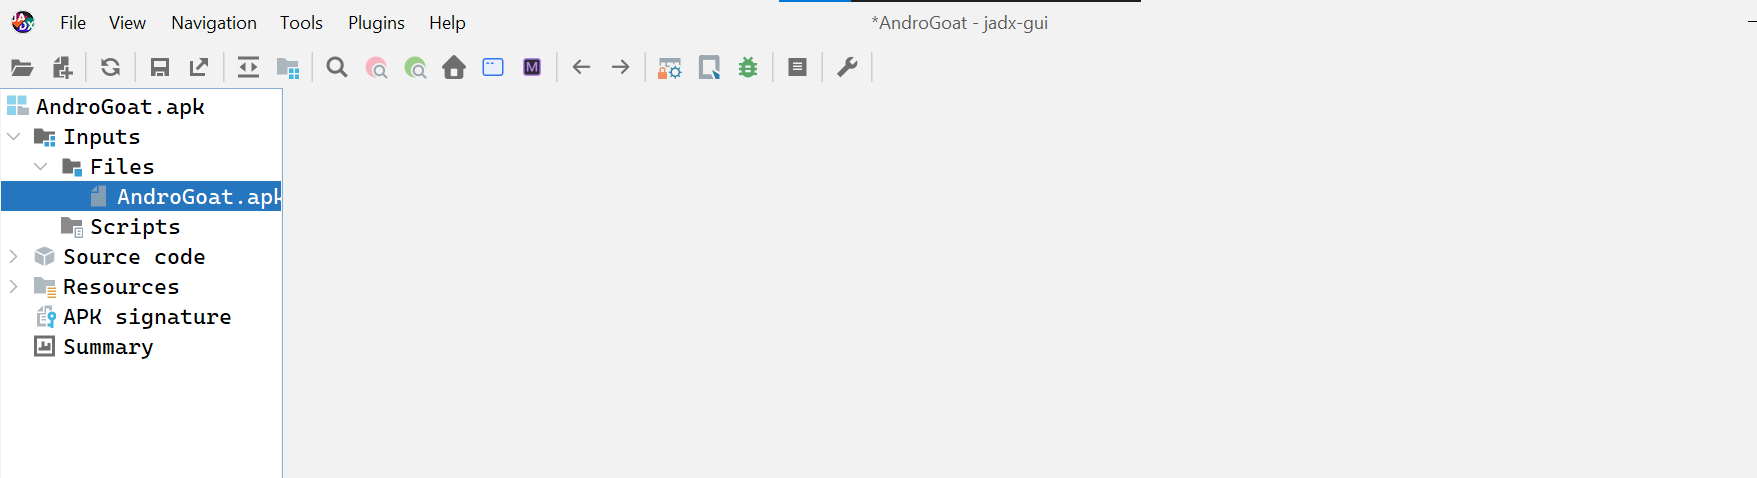 File View Navigation Tools Plugins Help *AndroGoat - jadx-gui
AndroGoat.apk
Inputs
Files
AndroGoat.apk
Scripts
Source code
Resources
APK signature
Summary